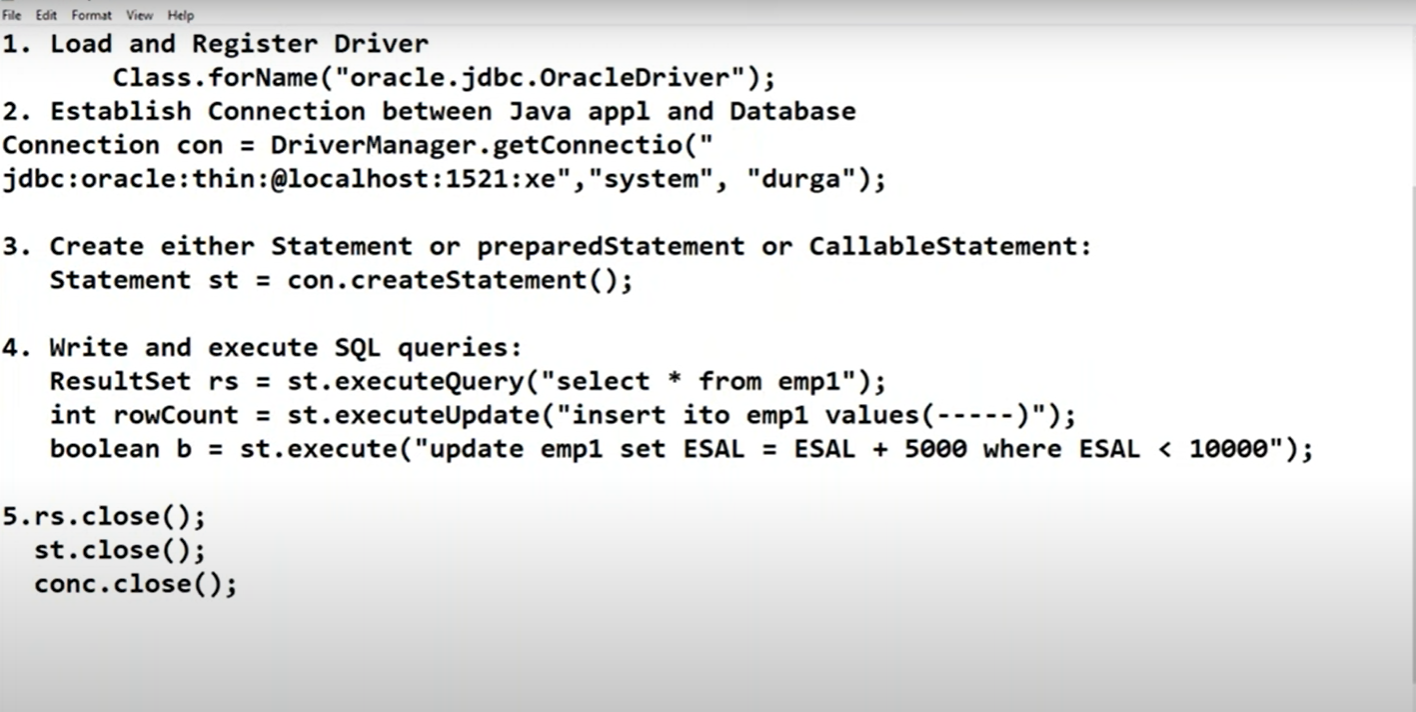 File Edit Format View Help
1. Load and Register Driver
Class.forName("oracle.jdbc.OracleDriver");
2. Establish Connection between Java appl and Database
Connection con = DriverManager.getConnectio("
jdbc:oracle:thin:@localhost:1521:xe","system", "durga");
3. Create either Statement or preparedStatement or CallableStatement:
Statement st = con.createStatement();
4. Write and execute SQL queries:
ResultSet rs = st.executeQuery("select * from emp1");
int rowCount = st.executeUpdate("insert ito emp1 values(-----)");
boolean b = st.execute("update emp1 set ESAL = ESAL + 5000 where ESAL < 10000");
5.rs.close();
st.close();
conc.close();